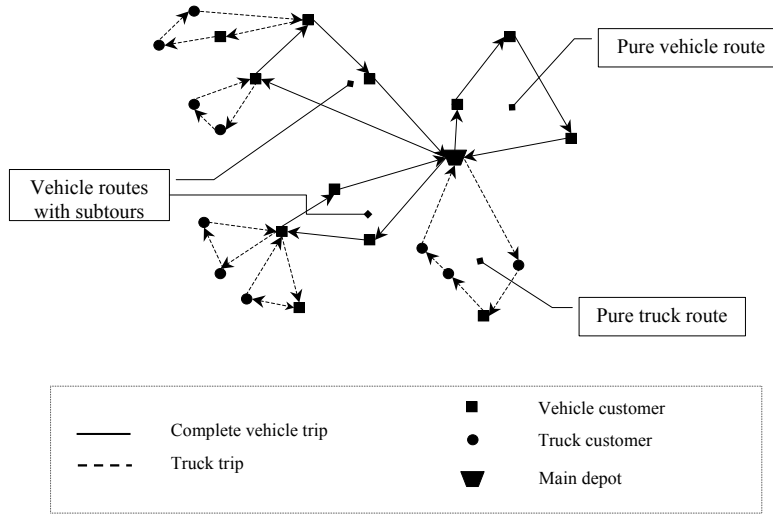 Pure vehicle route
Vehicle routes
with subtours
Pure truck route
Complete vehicle trip
Truck trip
Vehicle customer
Truck customer
Main depot